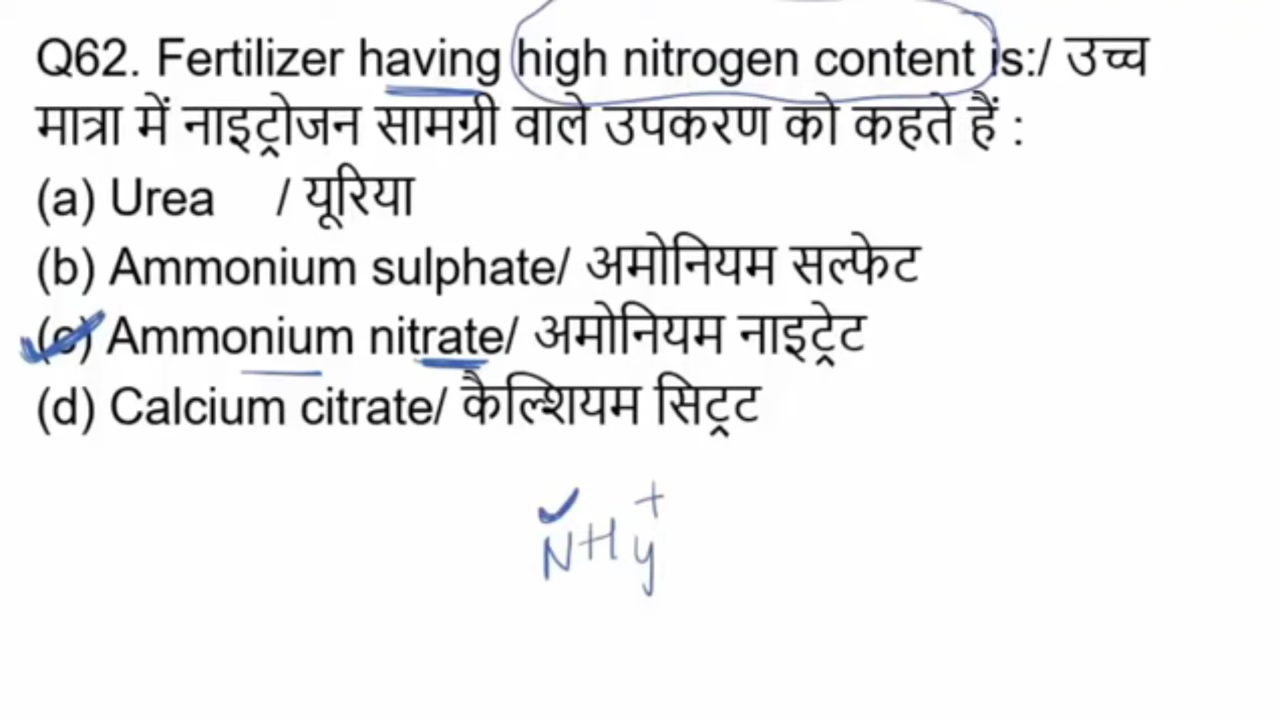 Q62. Fertilizer having high nitrogen content is:/ उच्च
मात्रा में नाइट्रोजन सामग्री वाले उपकरण को कहते हैं :
(a) Urea / यूरिया
(b) Ammonium sulphate/ अमोनियम सल्फेट
(c) Ammonium nitrate/ अमोनियम नाइट्रेट
(d) Calcium citrate/ कैल्शियम सिट्रट
NH4+